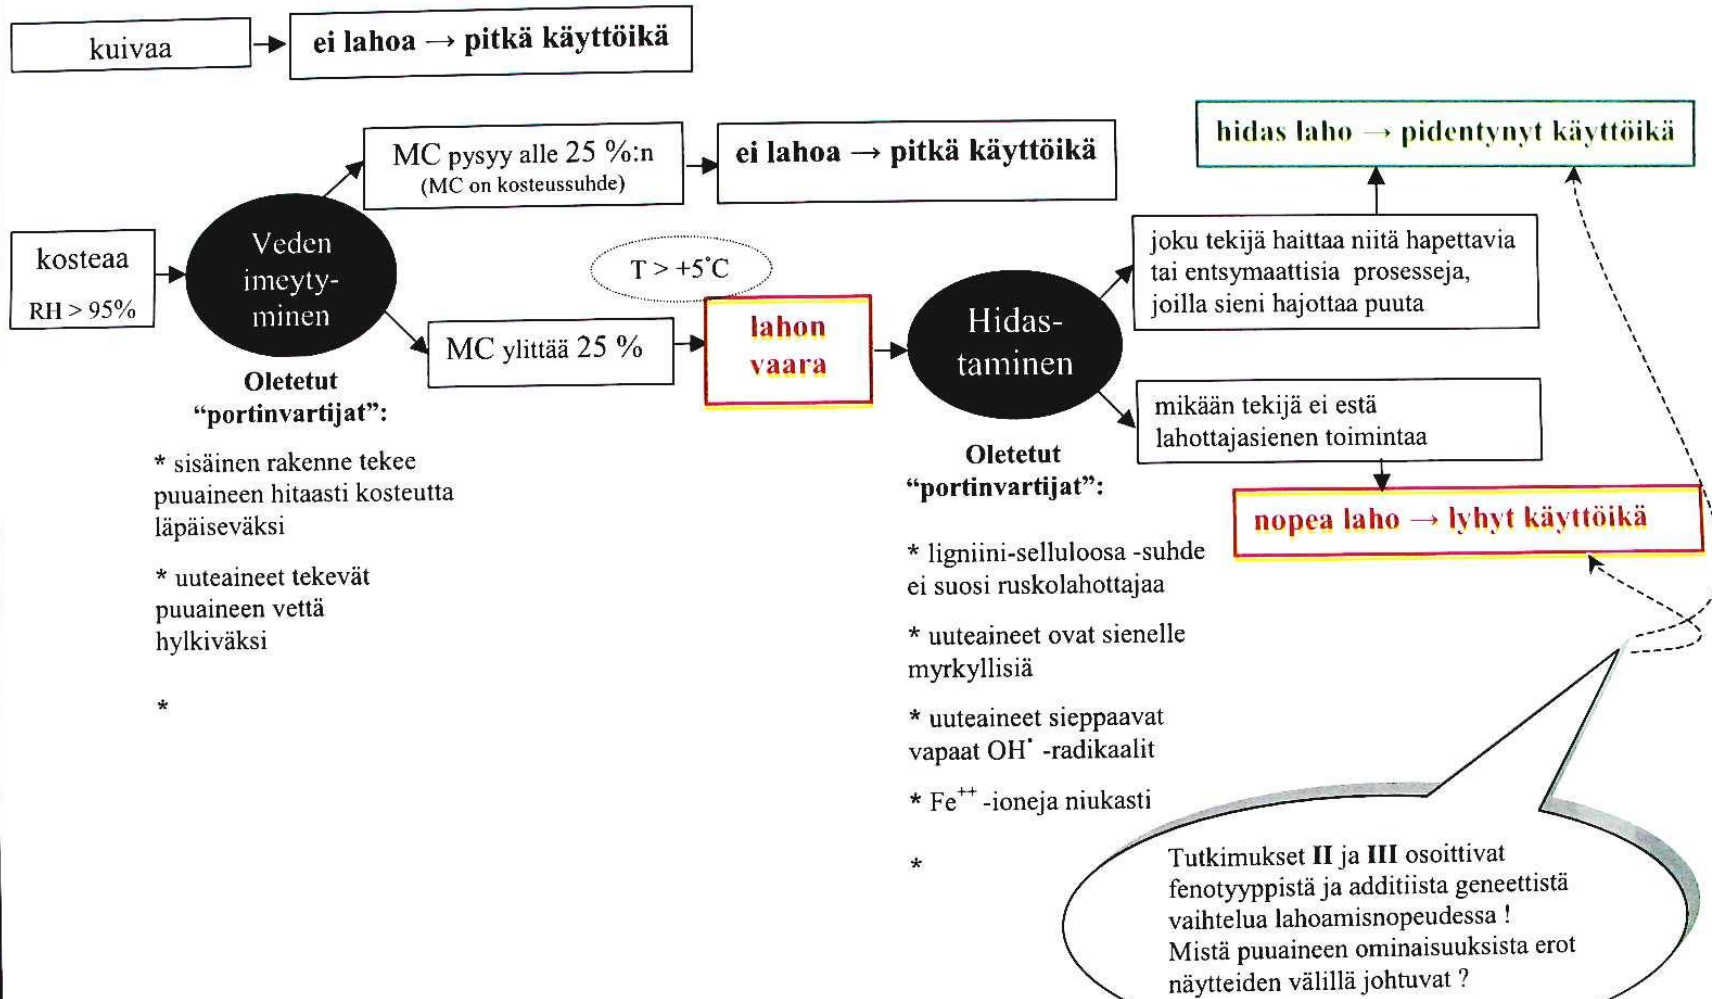 kuivaa
ei lahoa → pitkä käyttöikä
kosteaa
RH > 95%
Veden
imeyty-
minen
MC pysyy alle 25 %:n
(MC on kosteussuhde)
ei lahoa → pitkä käyttöikä
MC ylittää 25 %
T > +5°C
lahon
vaara
Oletetut
“portinvartijat”:
* sisäinen rakenne tekee
puuaineen hitaasti kosteutta
läpäiseväksi
* uuteaineet tekevät
puuaineen vettä
hylkiväksi
*
Hidas-
taminen
joku tekijä haittaa niitä hapettavia
tai entsymaattisia prosesseja,
joilla sieni hajottaa puuta
hidas laho → pidentynyt käyttöikä
mikään tekijä ei estä
lahottajasienen toimintaa
nopea laho → lyhyt käyttöikä
Oletetut
“portinvartijat”:
* ligniini-selluloosa -suhde
ei suosi ruskolahottajaa
* uuteaineet ovat sienelle
myrkyllisiä
* uuteaineet sieppaavat
vapaat OH˙ -radikaalit
* Fe⁺⁺ -ioneja niukasti
*
Tutkimukset II ja III osoittivat
fenotyyppistä ja additiista geneettistä
vaihtelua lahoamisnopeudessa !
Mistä puuaineen ominaisuuksista erot
näytteiden välillä johtuvat ?